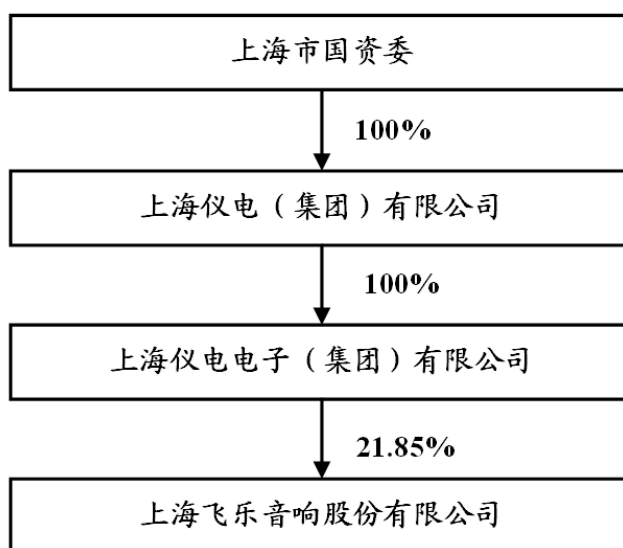 上海市国资委
100%
上海仪电（集团）有限公司
100%
上海仪电电子（集团）有限公司
21.85%
上海飞乐音响股份有限公司